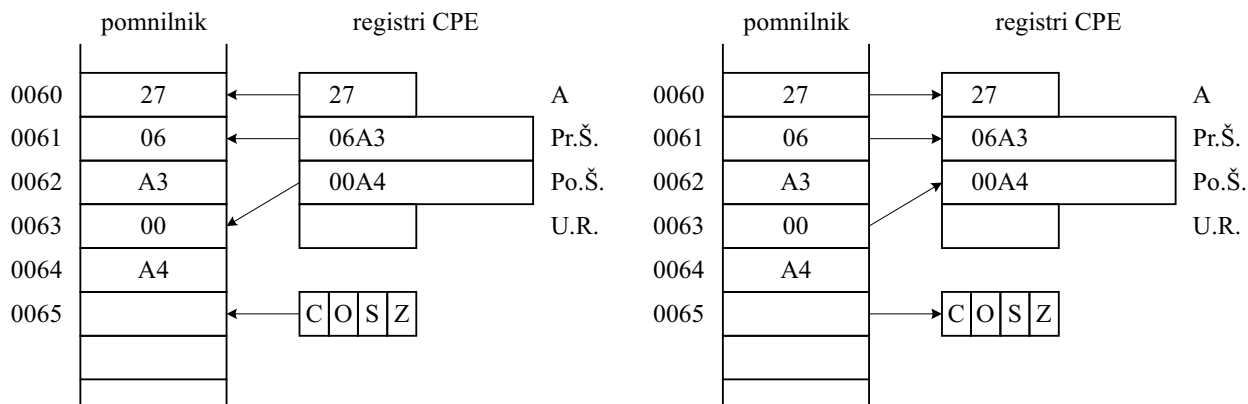 pomnilnik registri CPE pomnilnik registri CPE
0060 27 27 A 0060 27 27 A
0061 06 06A3 Pr.Š. 0061 06 06A3 Pr.Š.
0062 A3 00A4 Po.Š. 0062 A3 00A4 Po.Š.
0063 00 U.R. 0063 00 U.R.
0064 A4 0064 A4
0065 C O S Z 0065 C O S Z